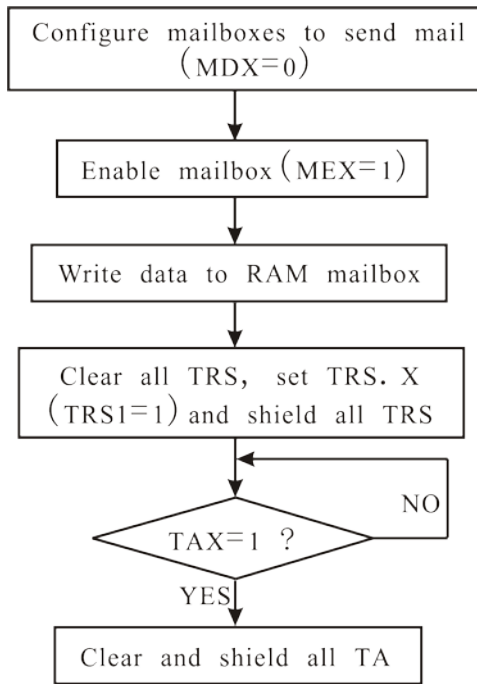 Configure mailboxes to send mail
(MDX=0)
Enable mailbox(MEX=1)
Write data to RAM mailbox
Clear all TRS, set TRS. X
(TRS1=1) and shield all TRS
NO
TAX=1 ?
YES
Clear and shield all TA